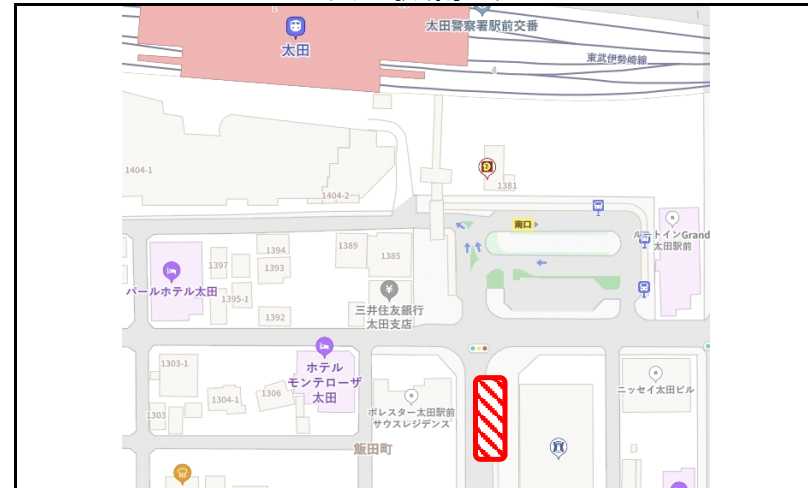 太田警察署駅前交番
太田
東武伊勢崎線
4
1404-1
1381
1404-2
南口
ルートインGrand
太田駅前
1394
1389
1385
1397
1393
パールホテル太田
1395-1
三井住友銀行
太田支店
1392
1303-1
ホテル
モンテローザ
太田
ニッセイ太田ビル
1306
1304-1
1303
ポレスター太田駅前
サウスレジデンス
飯田町